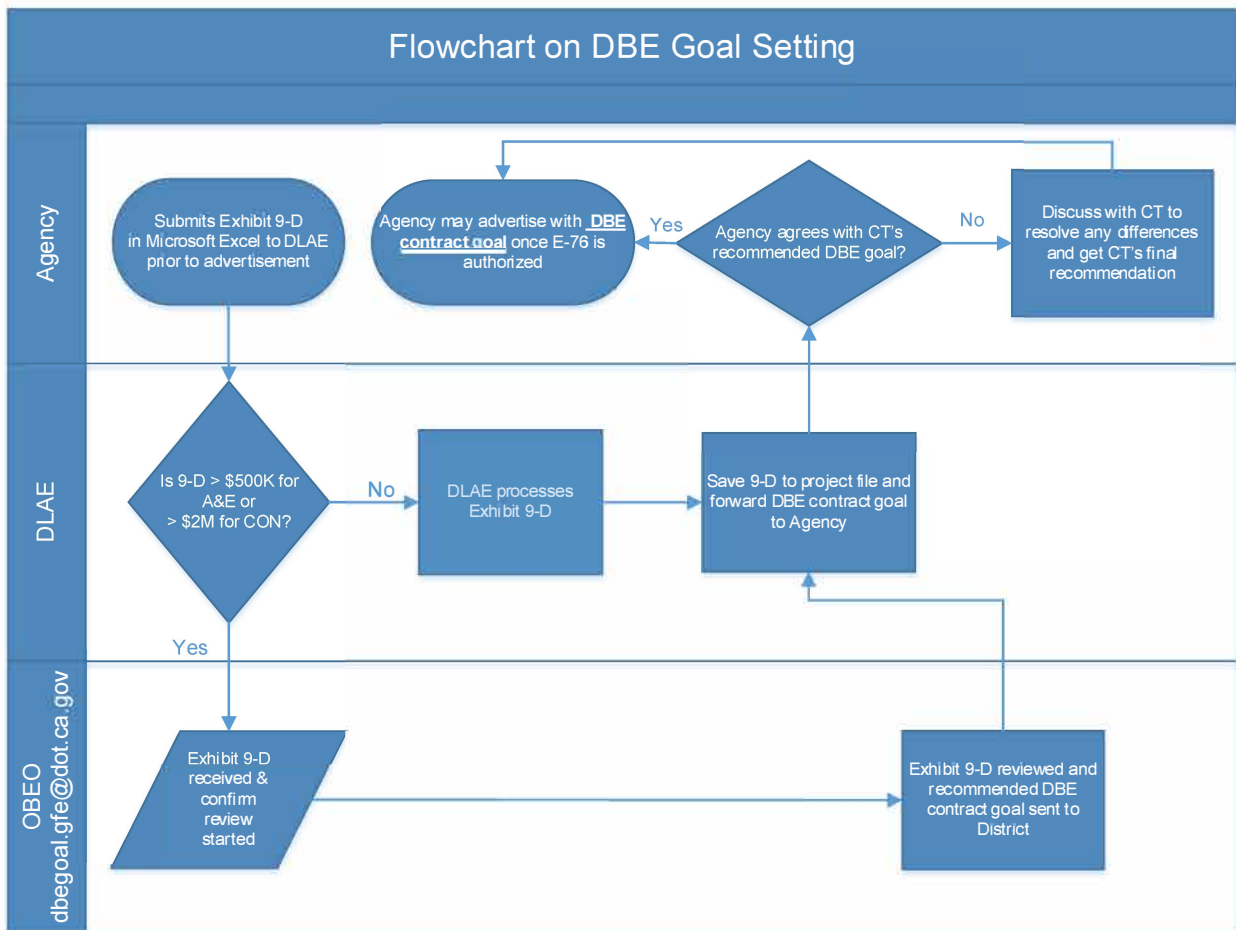 Flowchart on DBE Goal Setting
Agency
Submits Exhibit 9-D
in Microsoft Excel to DLAE
prior to advertisement
Agency may advertise with DBE
contract goal once E-76 is
authorized
Yes
Agency agrees with CT's
recommended DBE goal?
No
Discuss with CT to
resolve any differences
and get CT's final
recommendation
DLAE
Is 9-D > $500K for
A&E or
> $2M for CON?
No
DLAE processes
Exhibit 9-D
Save 9-D to project file and
forward DBE contract goal
to Agency
Yes
OBEO
dbegoal.gfe@dot.ca.gov
Exhibit 9-D
received &
confirm
review
started
Exhibit 9-D reviewed and
recommended DBE
contract goal sent to
District